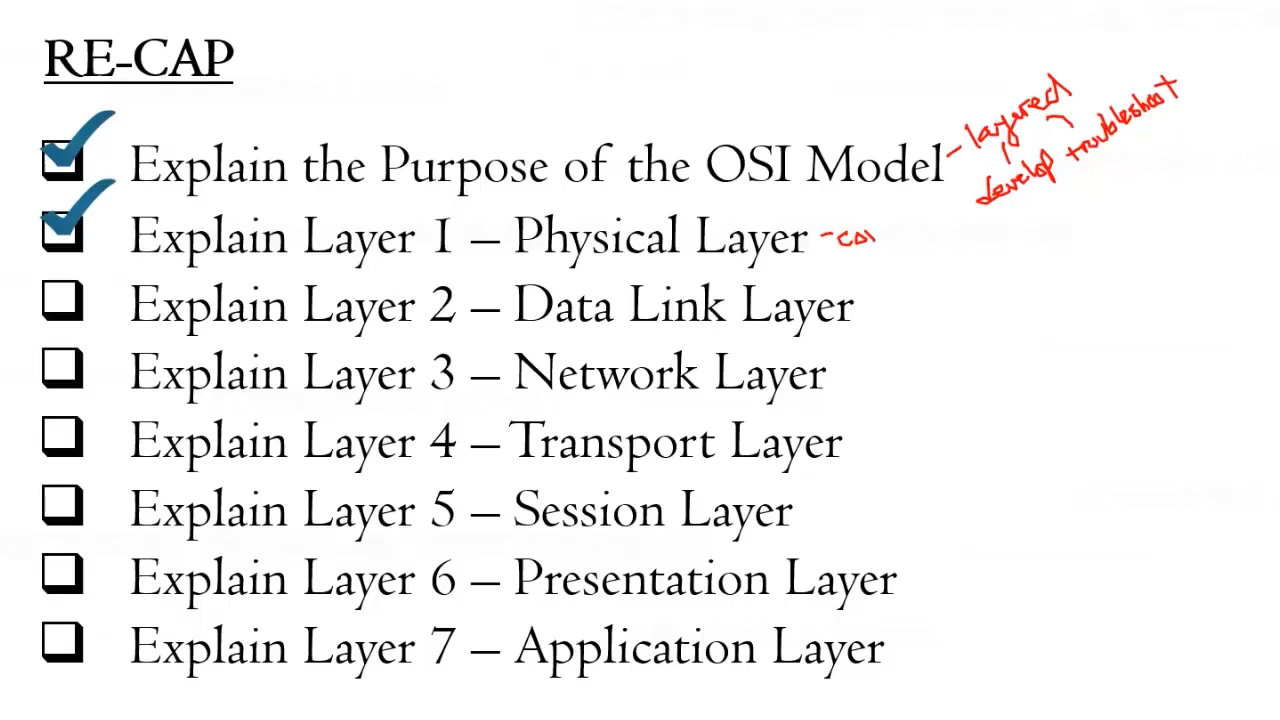 RE-CAP
Explain the Purpose of the OSI Model
- layered
develop troubleshoot
Explain Layer 1 – Physical Layer
Explain Layer 2 – Data Link Layer
Explain Layer 3 – Network Layer
Explain Layer 4 – Transport Layer
Explain Layer 5 – Session Layer
Explain Layer 6 – Presentation Layer
Explain Layer 7 – Application Layer